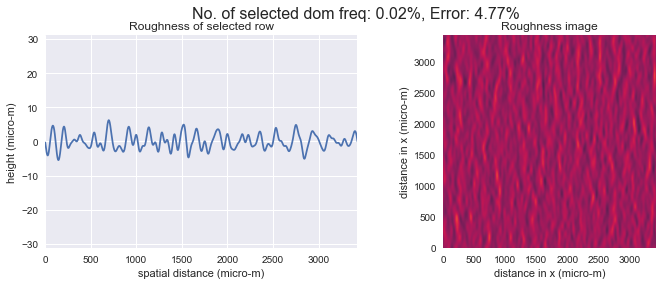 No. of selected dom freq: 0.02%, Error: 4.77%
Roughness of selected row
30
20
10
0
−10
−20
−30
height (micro-m)
0 500 1000 1500 2000 2500 3000
spatial distance (micro-m)
Roughness image
3000
2500
2000
1500
1000
500
0
distance in x (micro-m)
0 500 1000 1500 2000 2500 3000
distance in x (micro-m)